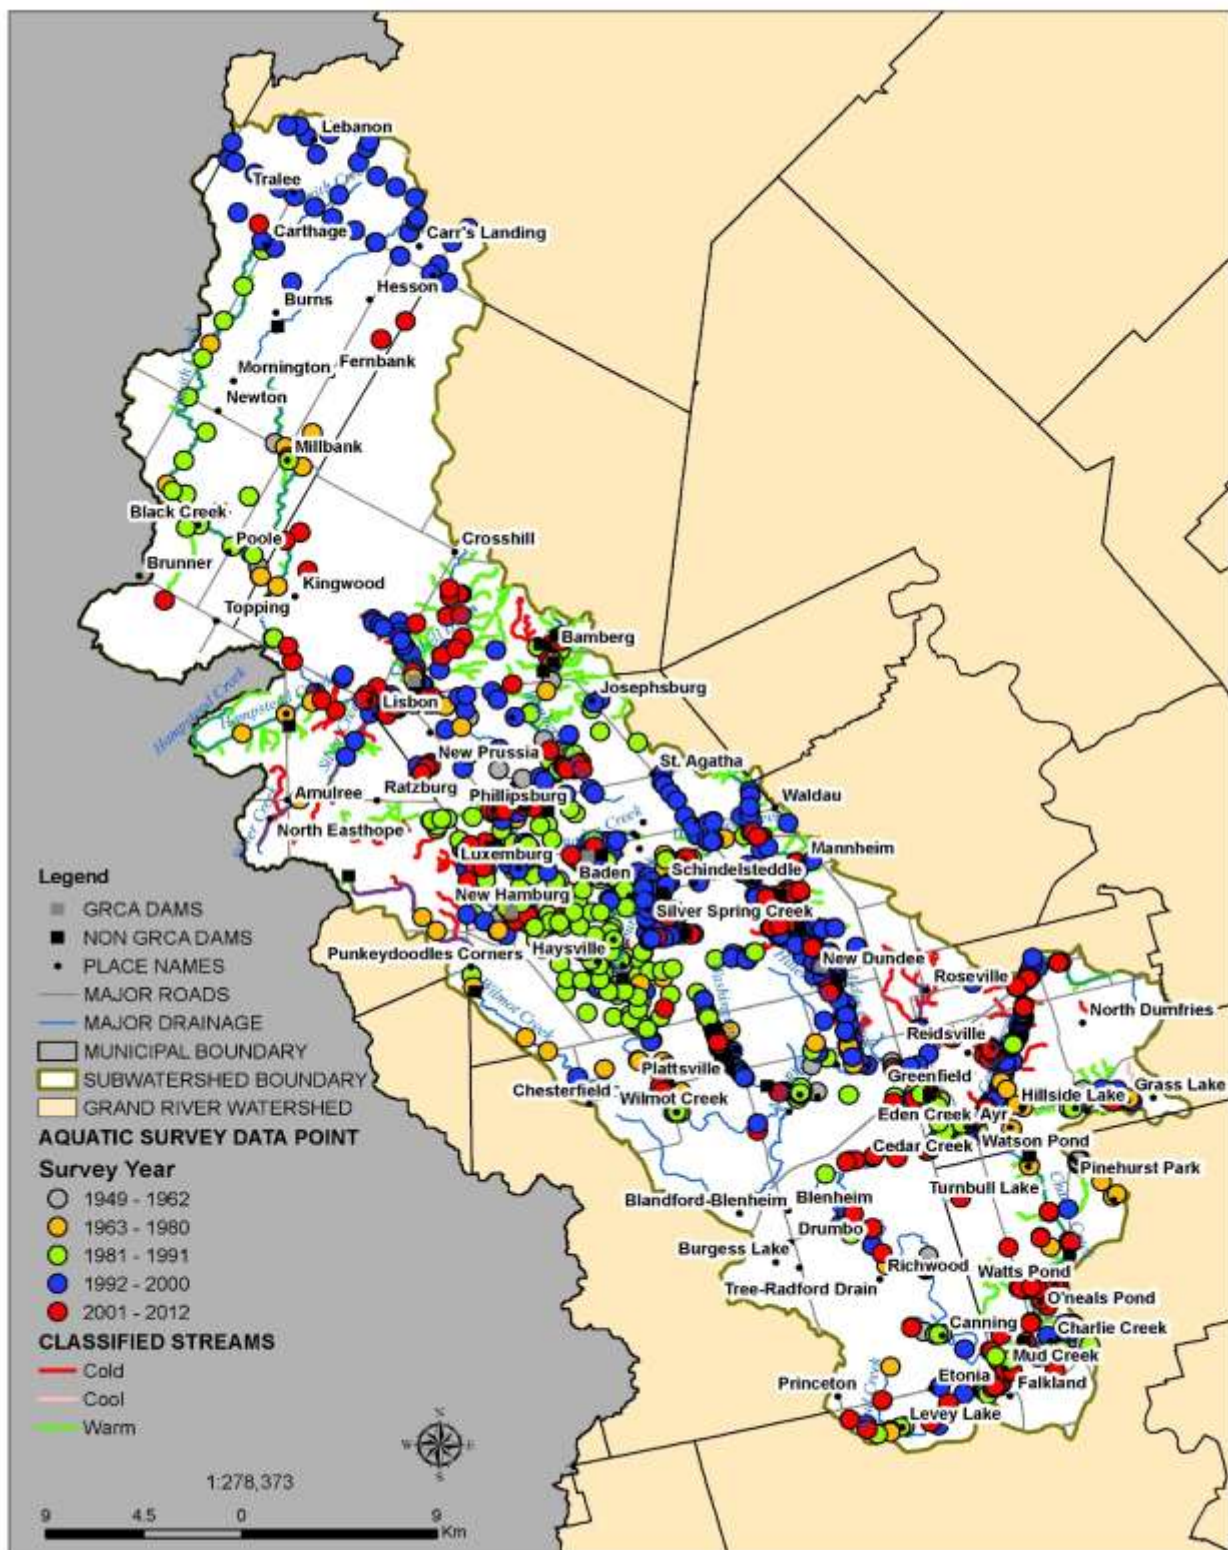 Lebanon
Tralee
Carthage
Carr's Landing
Hesson
Burns
Fernbank
Mornington
Newton
Millbank
Black Creek
Poole
Crosshill
Brunner
Kingwood
Topping
Bamberg
Hampstead Creek
Hampstead Creek
Josephsburg
Lisbon
New Prussia
St. Agatha
Ratzburg
Amulree
Phillipsburg
Waldau
North Easthope
Creek
Mannheim
Luxemburg
Baden
Schindelsteddle
New Hamburg
Silver Spring Creek
Haysville
Punkeydoodles Corners
New Dundee
Roseville
Wilmot Creek
North Dumfries
Reidsville
Plattsville
Greenfield
Chesterfield
Wilmot Creek
Hillside Lake
Grass Lake
Eden Creek
Ayr
Cedar Creek
Watson Pond
Pinehurst Park
Turnbull Lake
Blandford-Blenheim
Blenheim
Drumbo
Burgess Lake
Richwood
Watts Pond
Tree-Radford Drain
O'neals Pond
Canning
Charlie Creek
Mud Creek
Etonia
Falkland
Princeton
Levey Lake
Legend
GRCA DAMS
NON GRCA DAMS
PLACE NAMES
MAJOR ROADS
MAJOR DRAINAGE
MUNICIPAL BOUNDARY
SUBWATERSHED BOUNDARY
GRAND RIVER WATERSHED
AQUATIC SURVEY DATA POINT
Survey Year
1949 - 1962
1963 - 1980
1981 - 1991
1992 - 2000
2001 - 2012
CLASSIFIED STREAMS
Cold
Cool
Warm
N
W E
S
1:278,373
9 4.5 0 9
Km